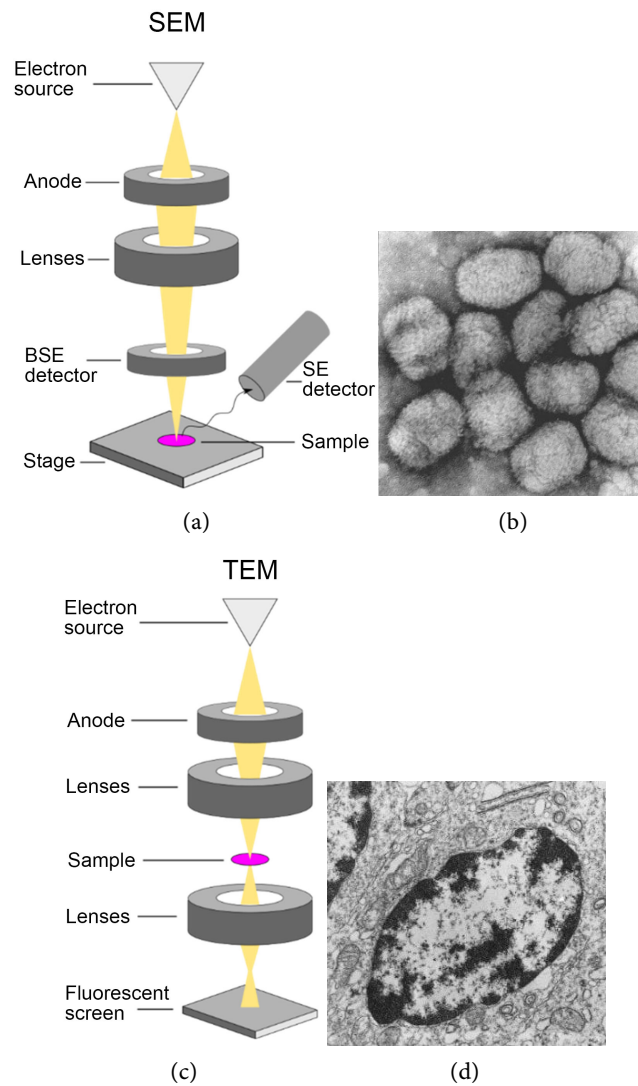 SEM
Electron
source
Anode
Lenses
BSE
detector
SE
detector
Sample
Stage
(a)
(b)
TEM
Electron
source
Anode
Lenses
Sample
Lenses
Fluorescent
screen
(c)
(d)